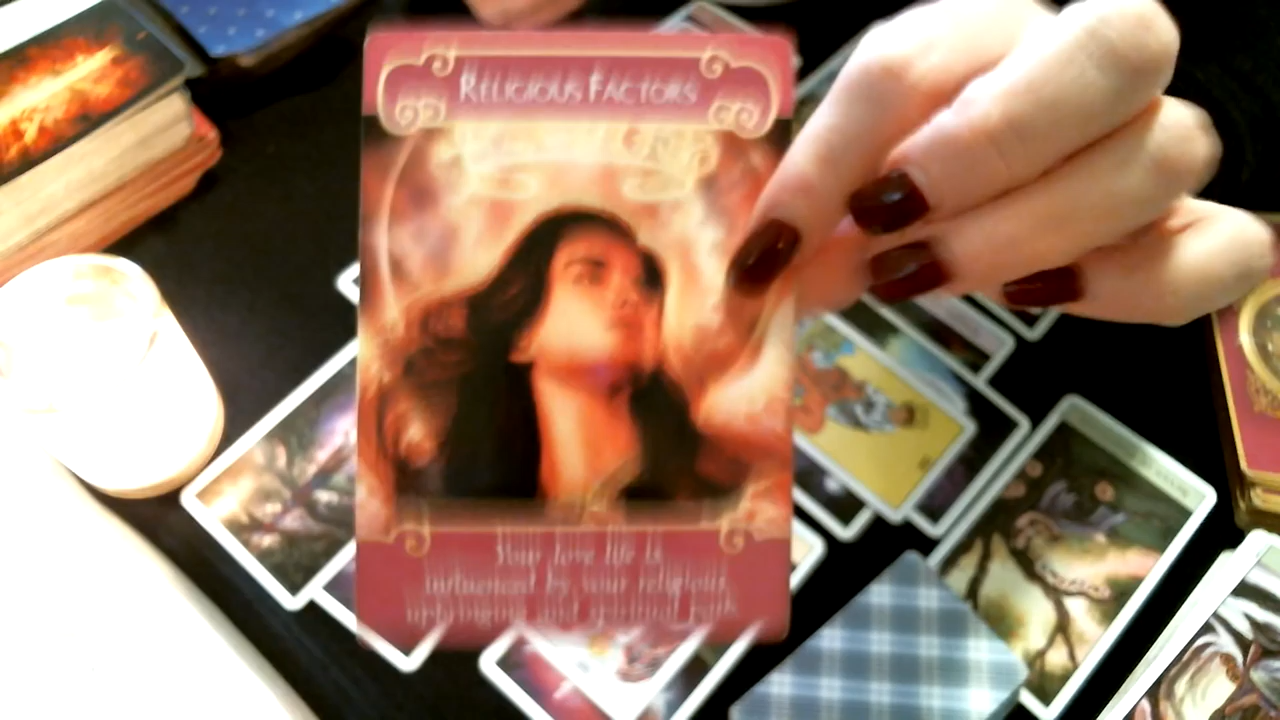 RELIGIOUS FACTORS
Your love life is
influenced by your religious
upbringing and spiritual path.